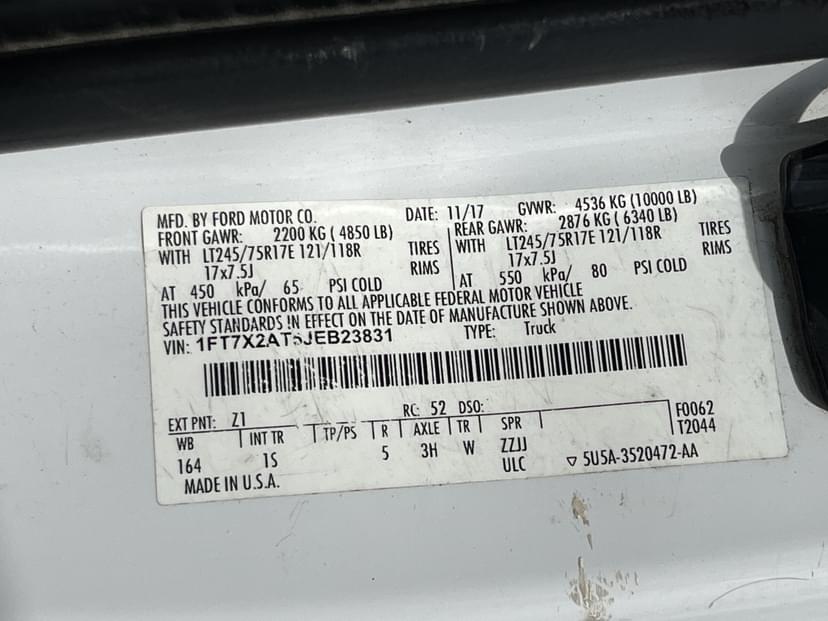 MFD. BY FORD MOTOR CO. DATE: 11/17 GVWR: 4536 KG (10000 LB)
FRONT GAWR: 2200 KG ( 4850 LB) REAR GAWR: 2876 KG ( 6340 LB)
WITH LT245/75R17E 121/118R TIRES WITH LT245/75R17E 121/118R TIRES
17x7.5J RIMS 17x7.5J RIMS
AT 450 kPa/ 65 PSI COLD AT 550 kPa/ 80 PSI COLD
THIS VEHICLE CONFORMS TO ALL APPLICABLE FEDERAL MOTOR VEHICLE
SAFETY STANDARDS IN EFFECT ON THE DATE OF MANUFACTURE SHOWN ABOVE.
VIN: 1FT7X2AT5JEB23831 TYPE: Truck
EXT PNT: Z1 RC: 52 DSO:
WB INT TR TP/PS R AXLE TR SPR F0062
T2044
164 1S 5 3H W ZZJJ
ULC ▽ 5U5A-3520472-AA
MADE IN U.S.A.